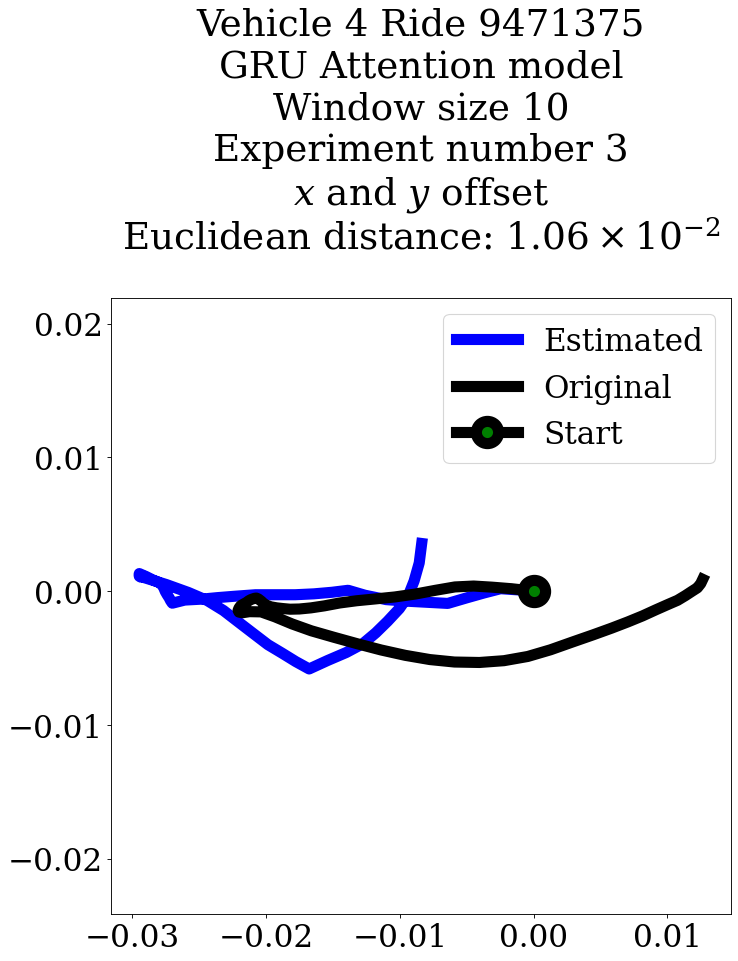 Vehicle 4 Ride 9471375
GRU Attention model
Window size 10
Experiment number 3
x and y offset
Euclidean distance: 1.06 × 10⁻²
Estimated
Original
Start
0.02
0.01
0.00
−0.01
−0.02
−0.03 −0.02 −0.01 0.00 0.01